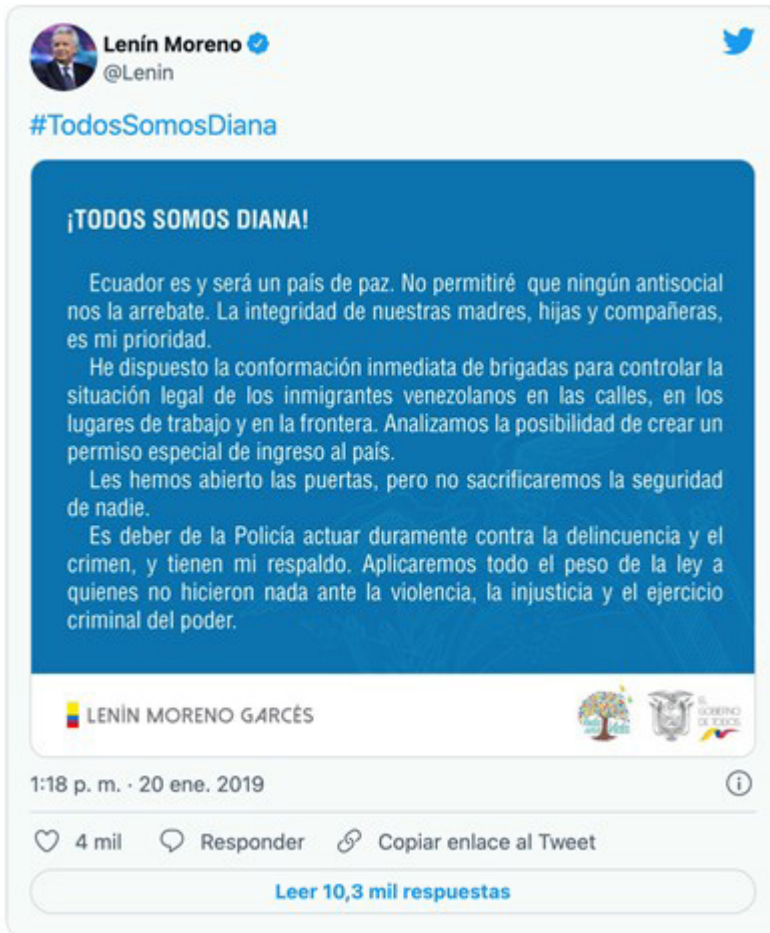 Lenín Moreno
@Lenin
#TodosSomosDiana
¡TODOS SOMOS DIANA!
Ecuador es y será un país de paz. No permitiré que ningún antisocial
nos la arrebate. La integridad de nuestras madres, hijas y compañeras,
es mi prioridad.
He dispuesto la conformación inmediata de brigadas para controlar la
situación legal de los inmigrantes venezolanos en las calles, en los
lugares de trabajo y en la frontera. Analizamos la posibilidad de crear un
permiso especial de ingreso al país.
Les hemos abierto las puertas, pero no sacrificaremos la seguridad
de nadie.
Es deber de la Policía actuar duramente contra la delincuencia y el
crimen, y tienen mi respaldo. Aplicaremos todo el peso de la ley a
quienes no hicieron nada ante la violencia, la injusticia y el ejercicio
criminal del poder.
LENÍN MORENO GARCÉS
EL
GOBIERNO
DE TODOS
1:18 p. m. · 20 ene. 2019
4 mil Responder Copiar enlace al Tweet
Leer 10,3 mil respuestas